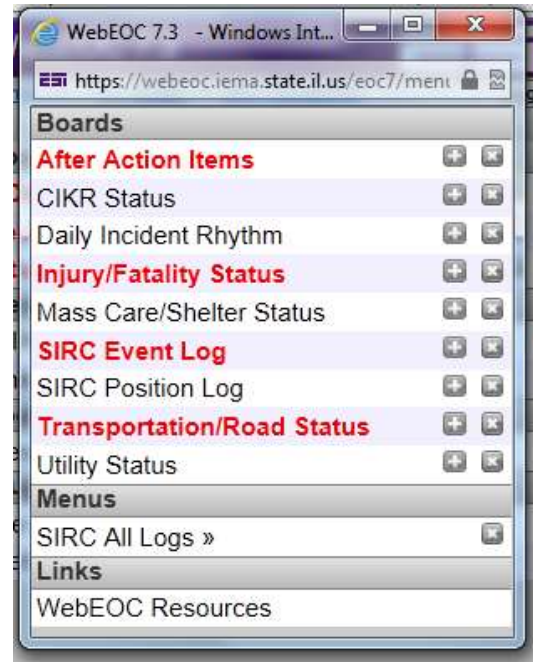 WebEOC 7.3 - Windows Int...
ESi https://webeoc.iema.state.il.us/eoc7/menu
Boards
After Action Items
CIKR Status
Daily Incident Rhythm
Injury/Fatality Status
Mass Care/Shelter Status
SIRC Event Log
SIRC Position Log
Transportation/Road Status
Utility Status
Menus
SIRC All Logs »
Links
WebEOC Resources